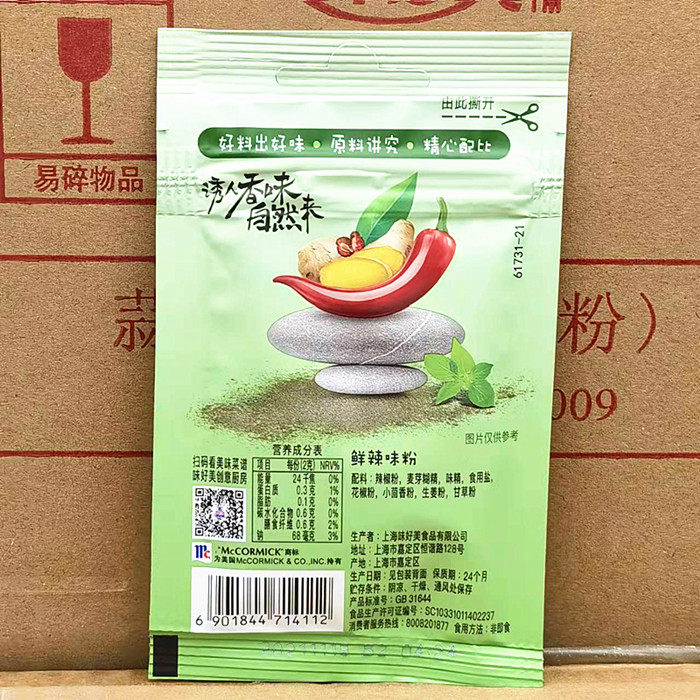 易碎物品
蒜
粉）
009
由此撕开
好料出好味 • 原料讲究 • 精心配比
诱人香味
自然来
61731-21
图片仅供参考
扫码看美味菜谱
味好美创意厨房
营养成分表
项目 每份(2克) NRV%
能量 24千焦 0%
蛋白质 0.3克 1%
脂肪 0.1克 0%
碳水化合物 0.6克 0%
膳食纤维 0.6克 2%
钠 68毫克 3%
鲜辣味粉
配料：辣椒粉，麦芽糊精，味精，食用盐，
花椒粉，小茴香粉，生姜粉，甘草粉
Mc "McCORMICK"商标
为美国McCORMICK & CO.,INC.持有
6 901844 714112
生产者：上海味好美食品有限公司
地址：上海市嘉定区恒谐路128号
产地：上海市嘉定区
生产日期：见包装背面 保质期：24个月
贮存条件：阴凉、干燥、通风处保存
产品标准号：GB 31644
食品生产许可证编号：SC10331011402237
消费者服务热线：8008201877 食用方法：非即食